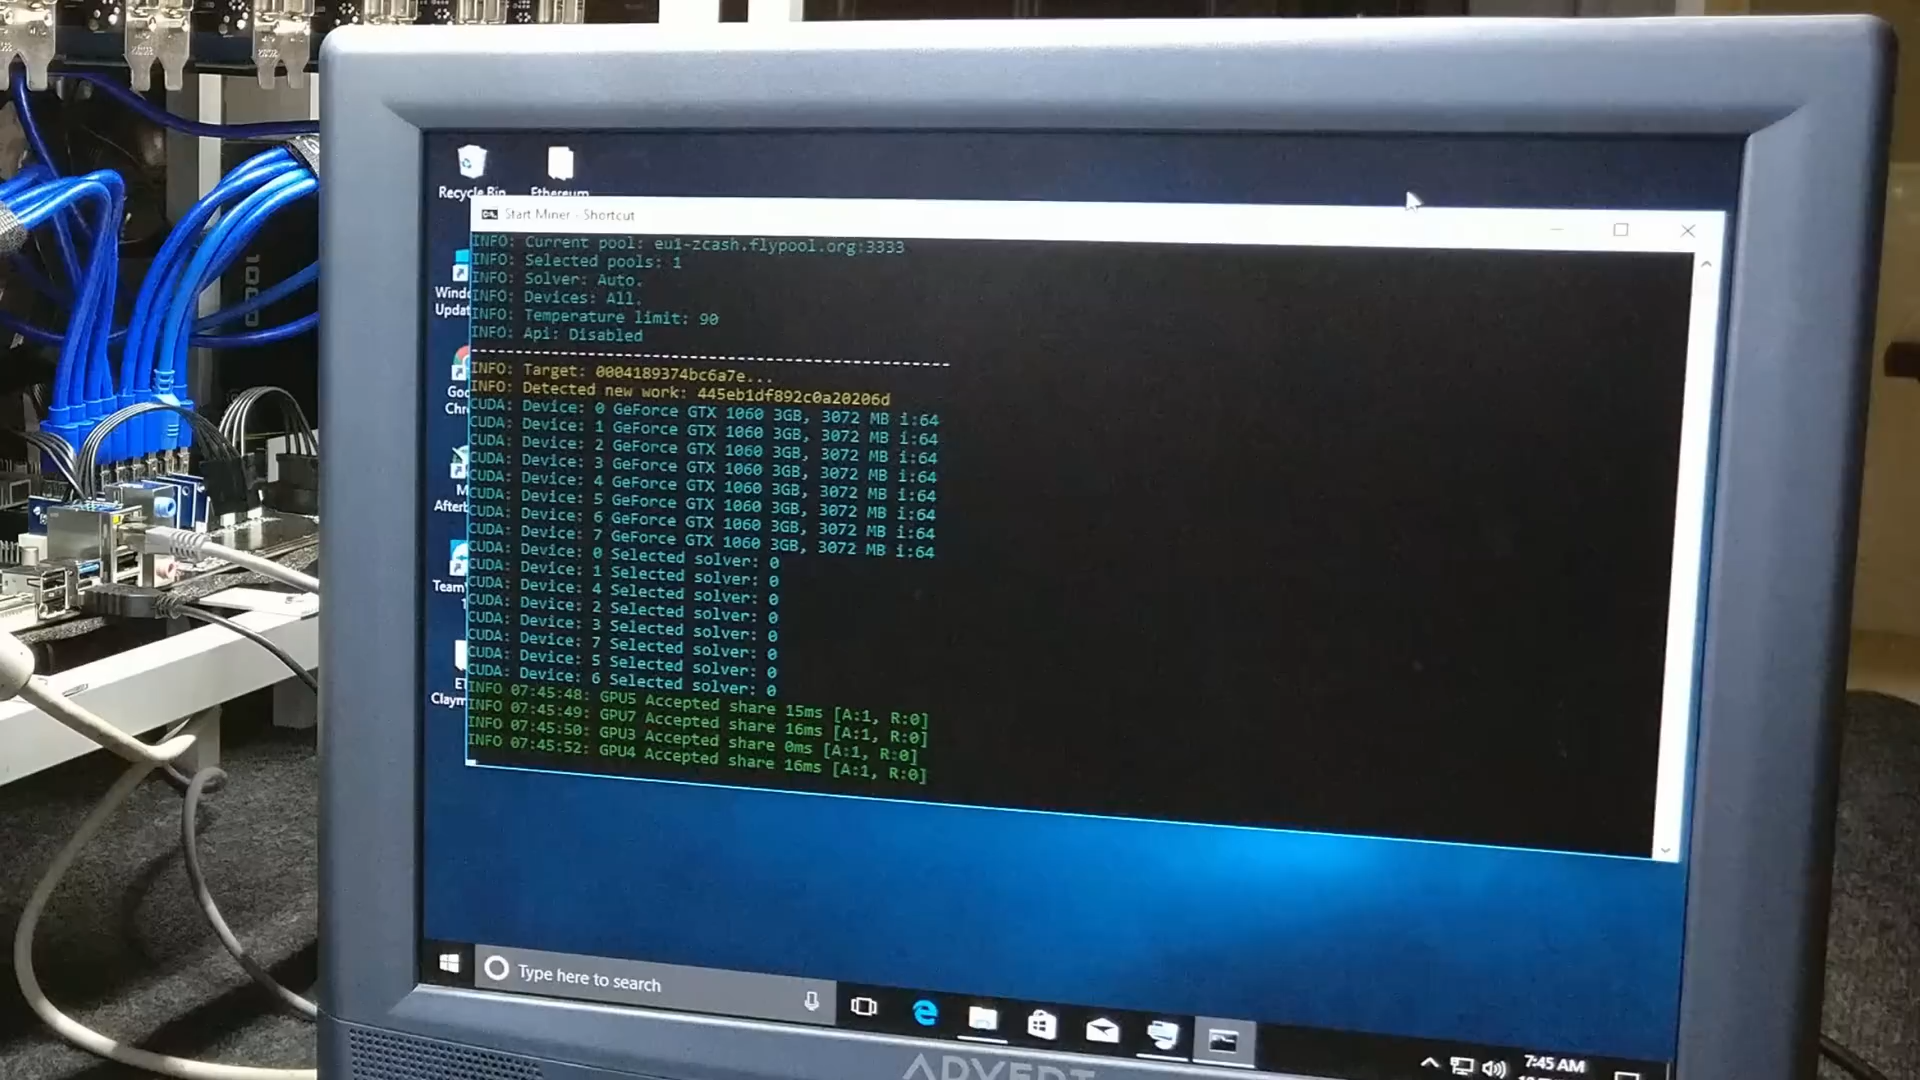 Recycle Bin
Ethereum
Start Miner - Shortcut
INFO: Current pool: eu1-zcash.flypool.org:3333
INFO: Selected pools: 1
INFO: Solver: Auto.
INFO: Devices: All.
INFO: Temperature limit: 90
INFO: Api: Disabled
INFO: Target: 0004189374bc6a7e...
INFO: Detected new work: 445eb1df892c0a20206d
CUDA: Device: 0 GeForce GTX 1060 3GB, 3072 MB i:64
CUDA: Device: 1 GeForce GTX 1060 3GB, 3072 MB i:64
CUDA: Device: 2 GeForce GTX 1060 3GB, 3072 MB i:64
CUDA: Device: 3 GeForce GTX 1060 3GB, 3072 MB i:64
CUDA: Device: 4 GeForce GTX 1060 3GB, 3072 MB i:64
CUDA: Device: 5 GeForce GTX 1060 3GB, 3072 MB i:64
CUDA: Device: 6 GeForce GTX 1060 3GB, 3072 MB i:64
CUDA: Device: 7 GeForce GTX 1060 3GB, 3072 MB i:64
CUDA: Device: 0 Selected solver: 0
CUDA: Device: 1 Selected solver: 0
CUDA: Device: 4 Selected solver: 0
CUDA: Device: 2 Selected solver: 0
CUDA: Device: 3 Selected solver: 0
CUDA: Device: 7 Selected solver: 0
CUDA: Device: 5 Selected solver: 0
CUDA: Device: 6 Selected solver: 0
INFO 07:45:48: GPU5 Accepted share 15ms [A:1, R:0]
INFO 07:45:49: GPU7 Accepted share 16ms [A:1, R:0]
INFO 07:45:50: GPU3 Accepted share 0ms [A:1, R:0]
INFO 07:45:52: GPU4 Accepted share 16ms [A:1, R:0]
Windo
Updat
Goo
Chr
M
Afterb
Team
1
ET
Claym
Type here to search
7:45 AM